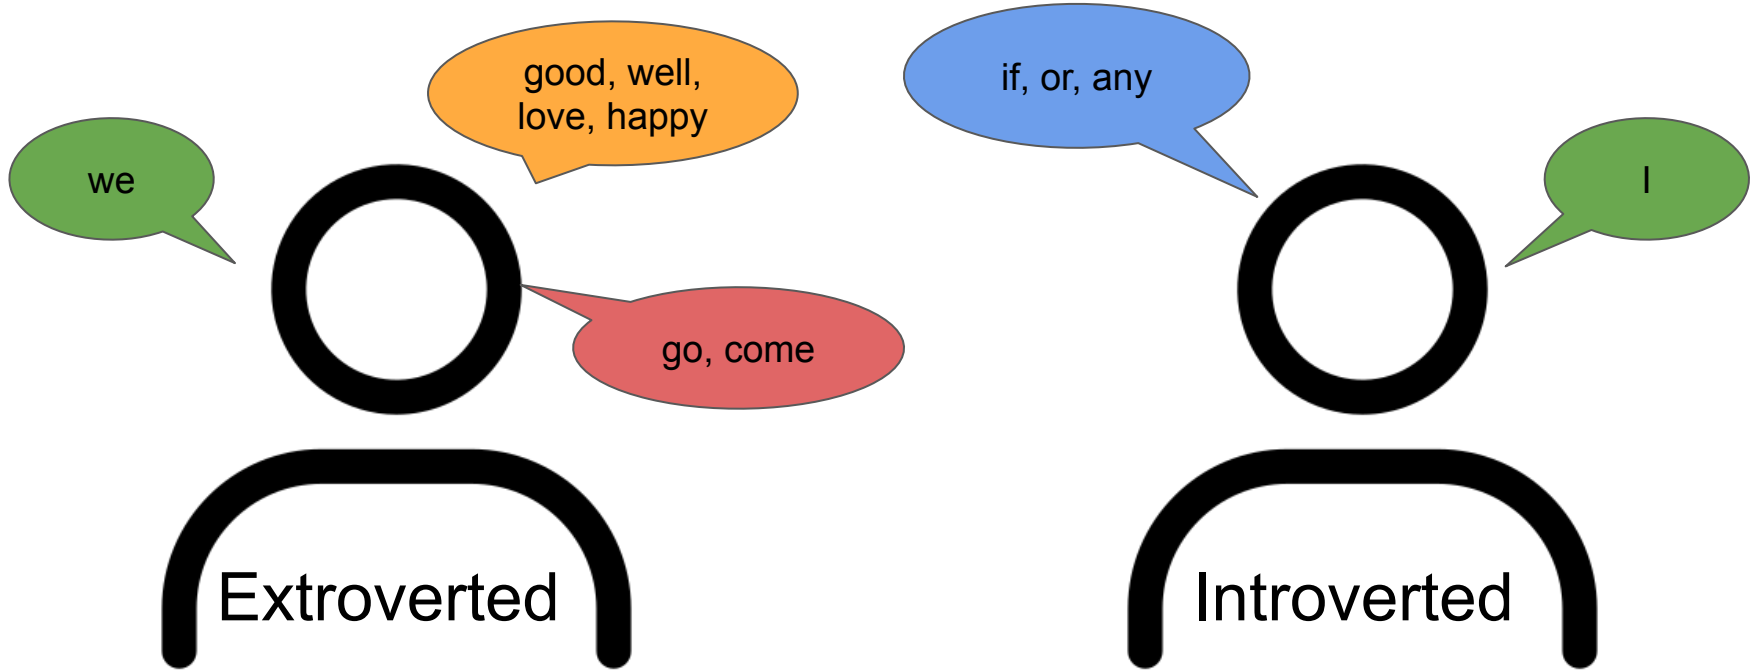 we
good, well,
love, happy
go, come
Extroverted
if, or, any
I
Introverted